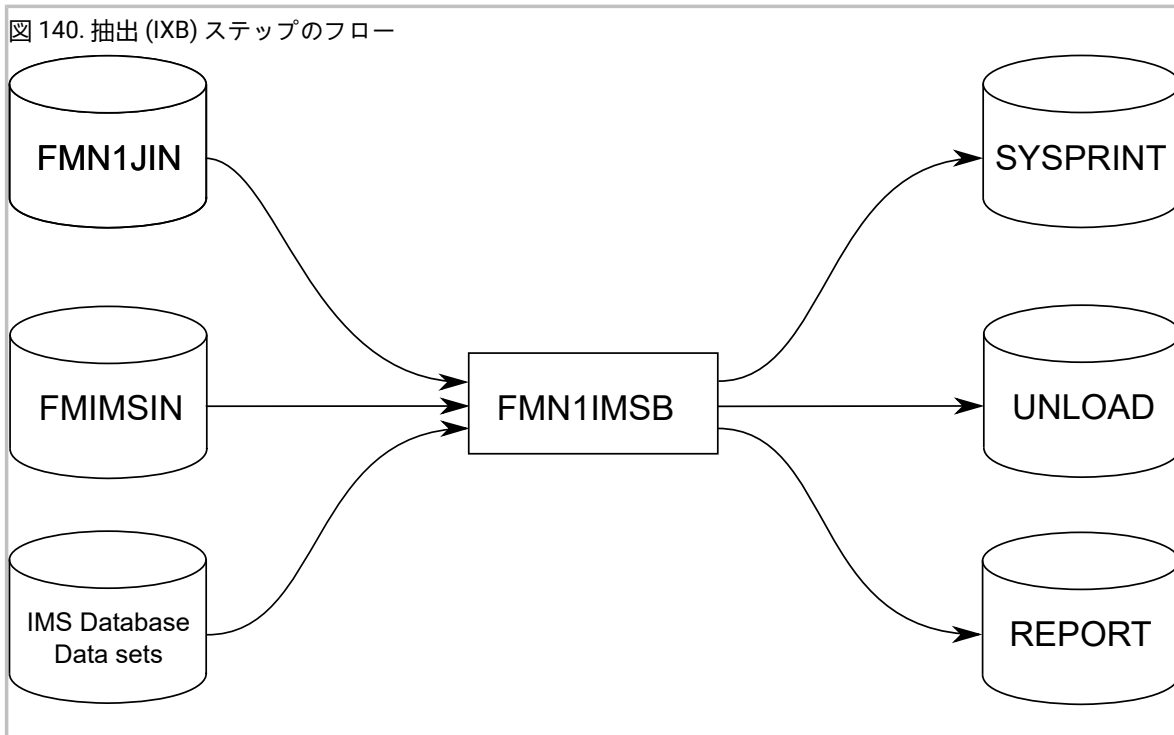 図 140. 抽出 (IXB) ステップのフロー
FMN1JIN
FMIMSIN
IMS Database
Data sets
FMN1IMSB
SYSPRINT
UNLOAD
REPORT